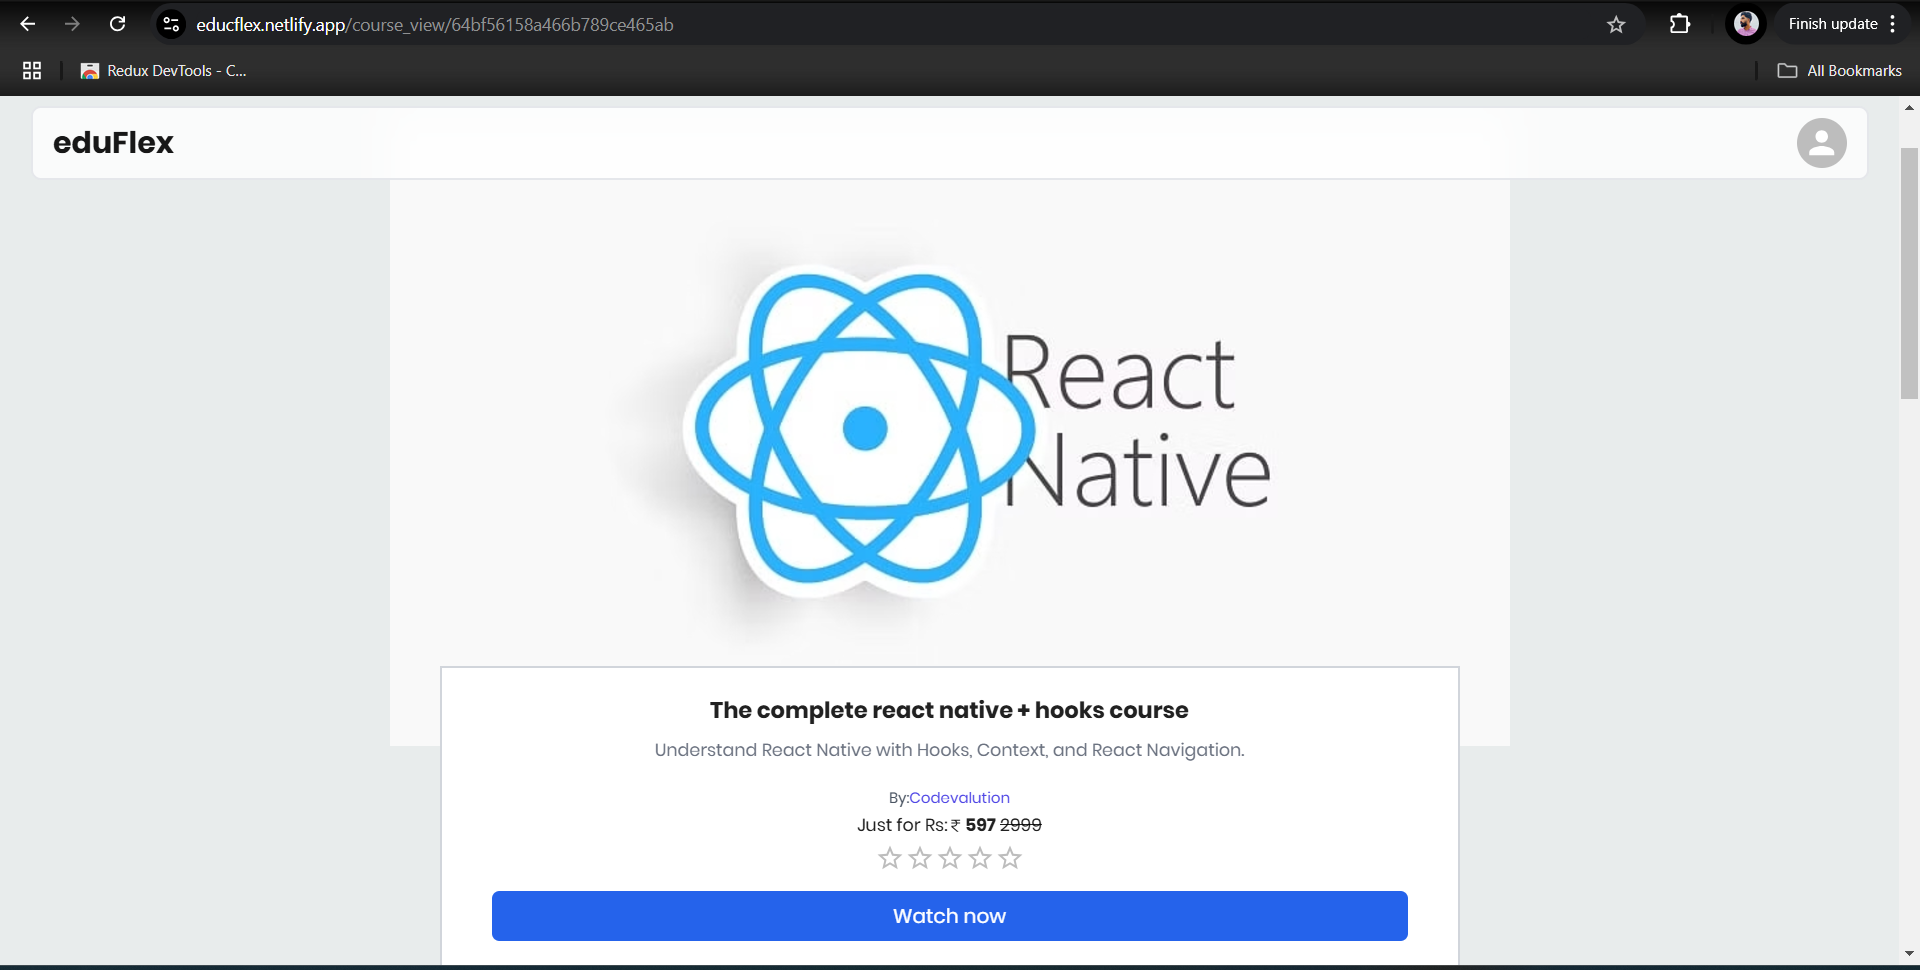 educflex.netlify.app/course_view/64bf56158a466b789ce465ab
Finish update
Redux DevTools - C...
All Bookmarks
eduFlex
React
Native
The complete react native + hooks course
Understand React Native with Hooks, Context, and React Navigation.
By:Codevalution
Just for Rs: ₹ 597 2999
Watch now